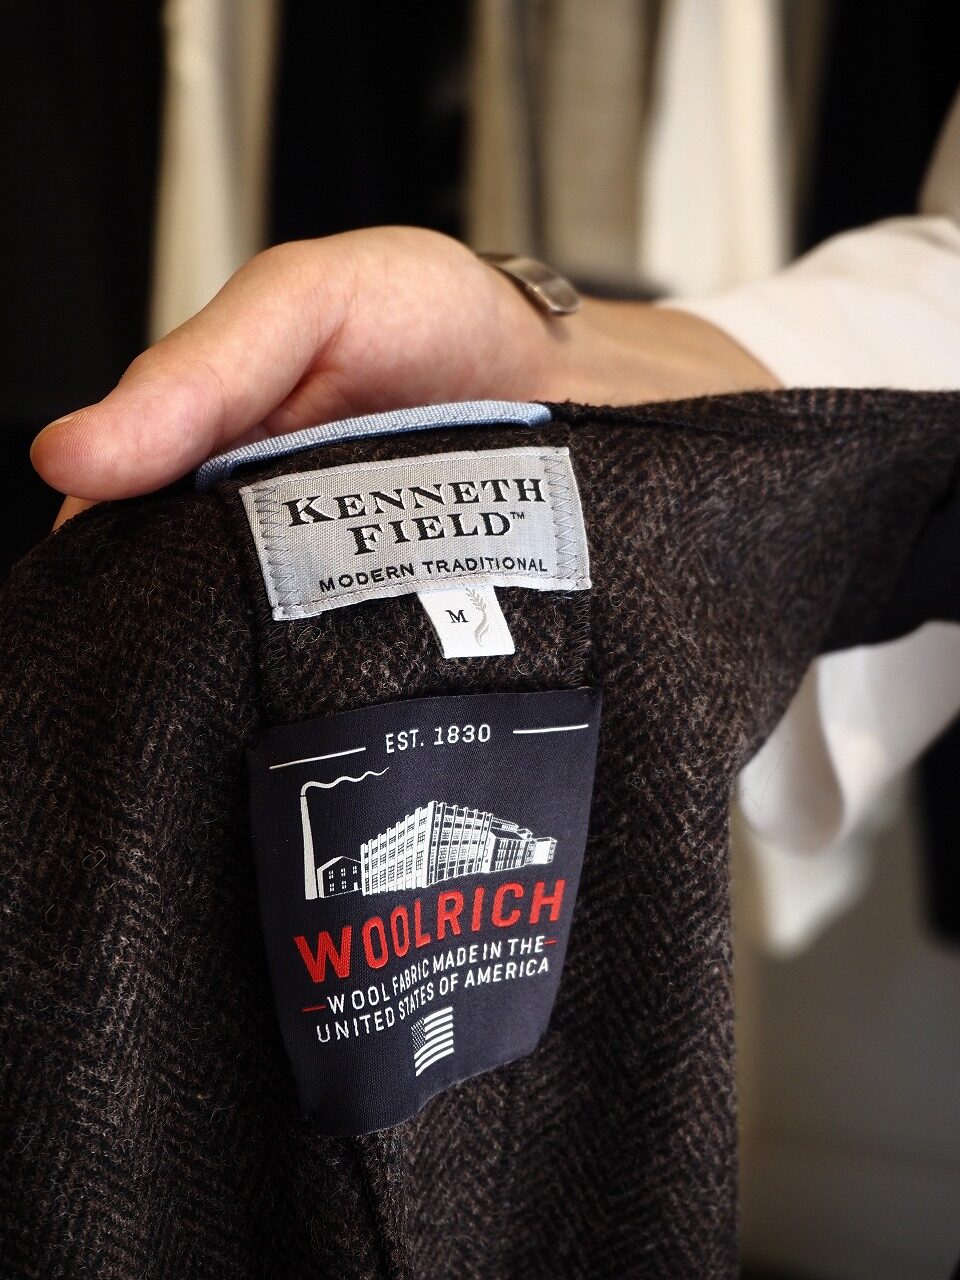 KENNETH
FIELD™
MODERN TRADITIONAL
M
EST. 1830
WOOLRICH
WOOL FABRIC MADE IN THE
UNITED STATES OF AMERICA